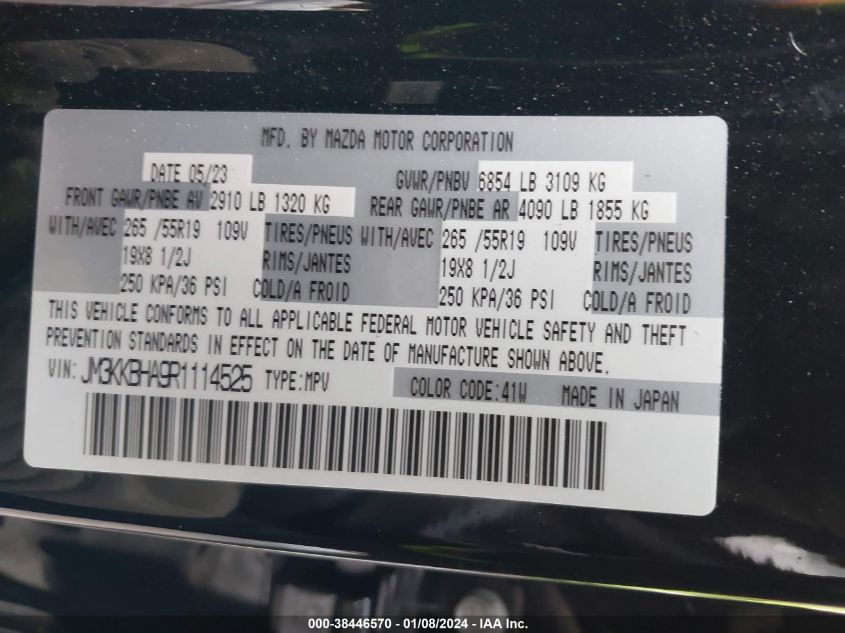 MFD. BY MAZDA MOTOR CORPORATION
DATE 05/23 GVWR/PNBV 6854 LB 3109 KG
FRONT GAWR/PNBE AV 2910 LB 1320 KG REAR GAWR/PNBE AR 4090 LB 1855 KG
WITH/AVEC 265 /55R19 109V TIRES/PNEUS WITH/AVEC 265 /55R19 109V TIRES/PNEUS
19X8 1/2J RIMS/JANTES 19X8 1/2J RIMS/JANTES
250 KPA/36 PSI COLD/A FROID 250 KPA/36 PSI COLD/A FROID
THIS VEHICLE CONFORMS TO ALL APPLICABLE FEDERAL MOTOR VEHICLE SAFETY AND THEFT
PREVENTION STANDARDS IN EFFECT ON THE DATE OF MANUFACTURE SHOWN ABOVE.
VIN: JM3KKBHA9R1114525 TYPE:MPV COLOR CODE:41W MADE IN JAPAN
000-38446570 - 01/08/2024 - IAA Inc.